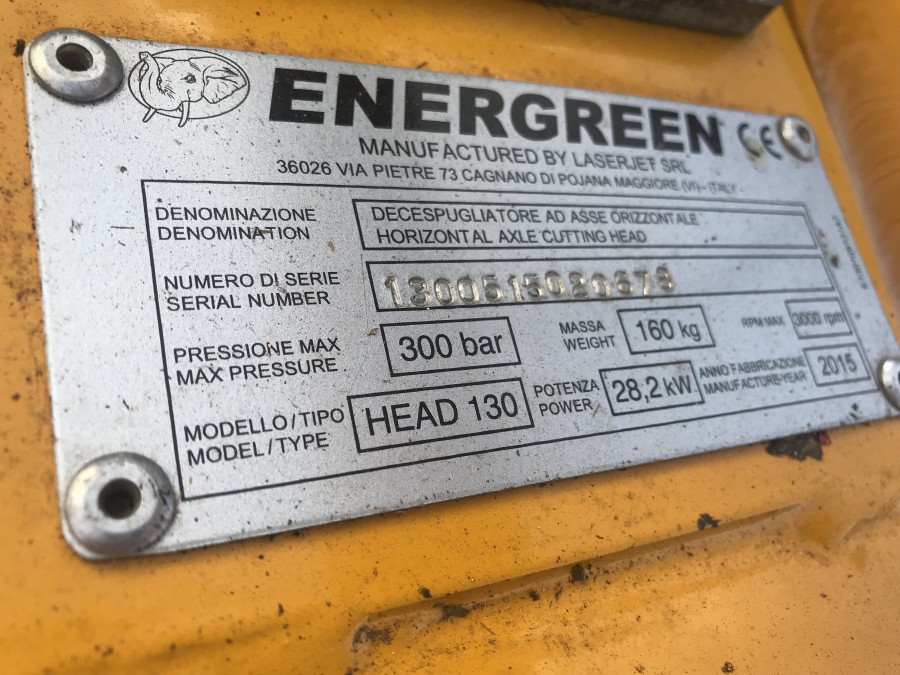 ENERGREEN CE
MANUFACTURED BY LASERJET SRL
36026 VIA PIETRE 73 CAGNANO DI POJANA MAGGIORE (VI) - ITALY
DENOMINAZIONE
DENOMINATION
DECESPUGLIATORE AD ASSE ORIZZONTALE
HORIZONTAL AXLE CUTTING HEAD
NUMERO DI SERIE
SERIAL NUMBER
1300515020679
PRESSIONE MAX
MAX PRESSURE
300 bar
MASSA
WEIGHT
160 kg
RPM MAX
3000 rpm
MODELLO/TIPO
MODEL/TYPE
HEAD 130
POTENZA
POWER
28,2 kW
ANNO FABBRICAZIONE
MANUFACTURE-YEAR
2015